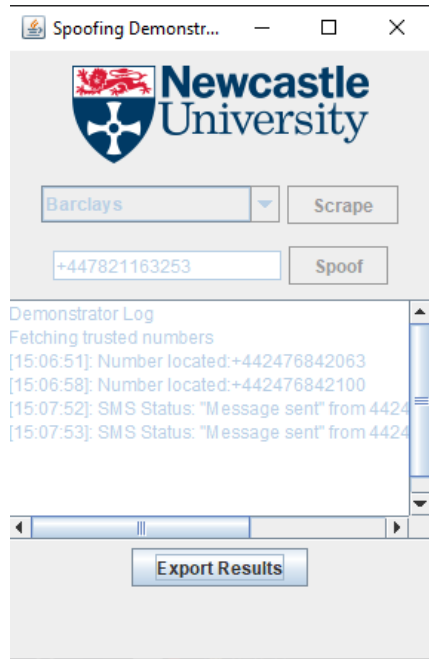 Spoofing Demonstr...
Newcastle
University
Barclays
Scrape
+447821163253
Spoof
Demonstrator Log
Fetching trusted numbers
[15:06:51]: Number located:+442476842063
[15:06:58]: Number located:+442476842100
[15:07:52]: SMS Status: "Message sent" from 4424
[15:07:53]: SMS Status: "Message sent" from 4424
Export Results